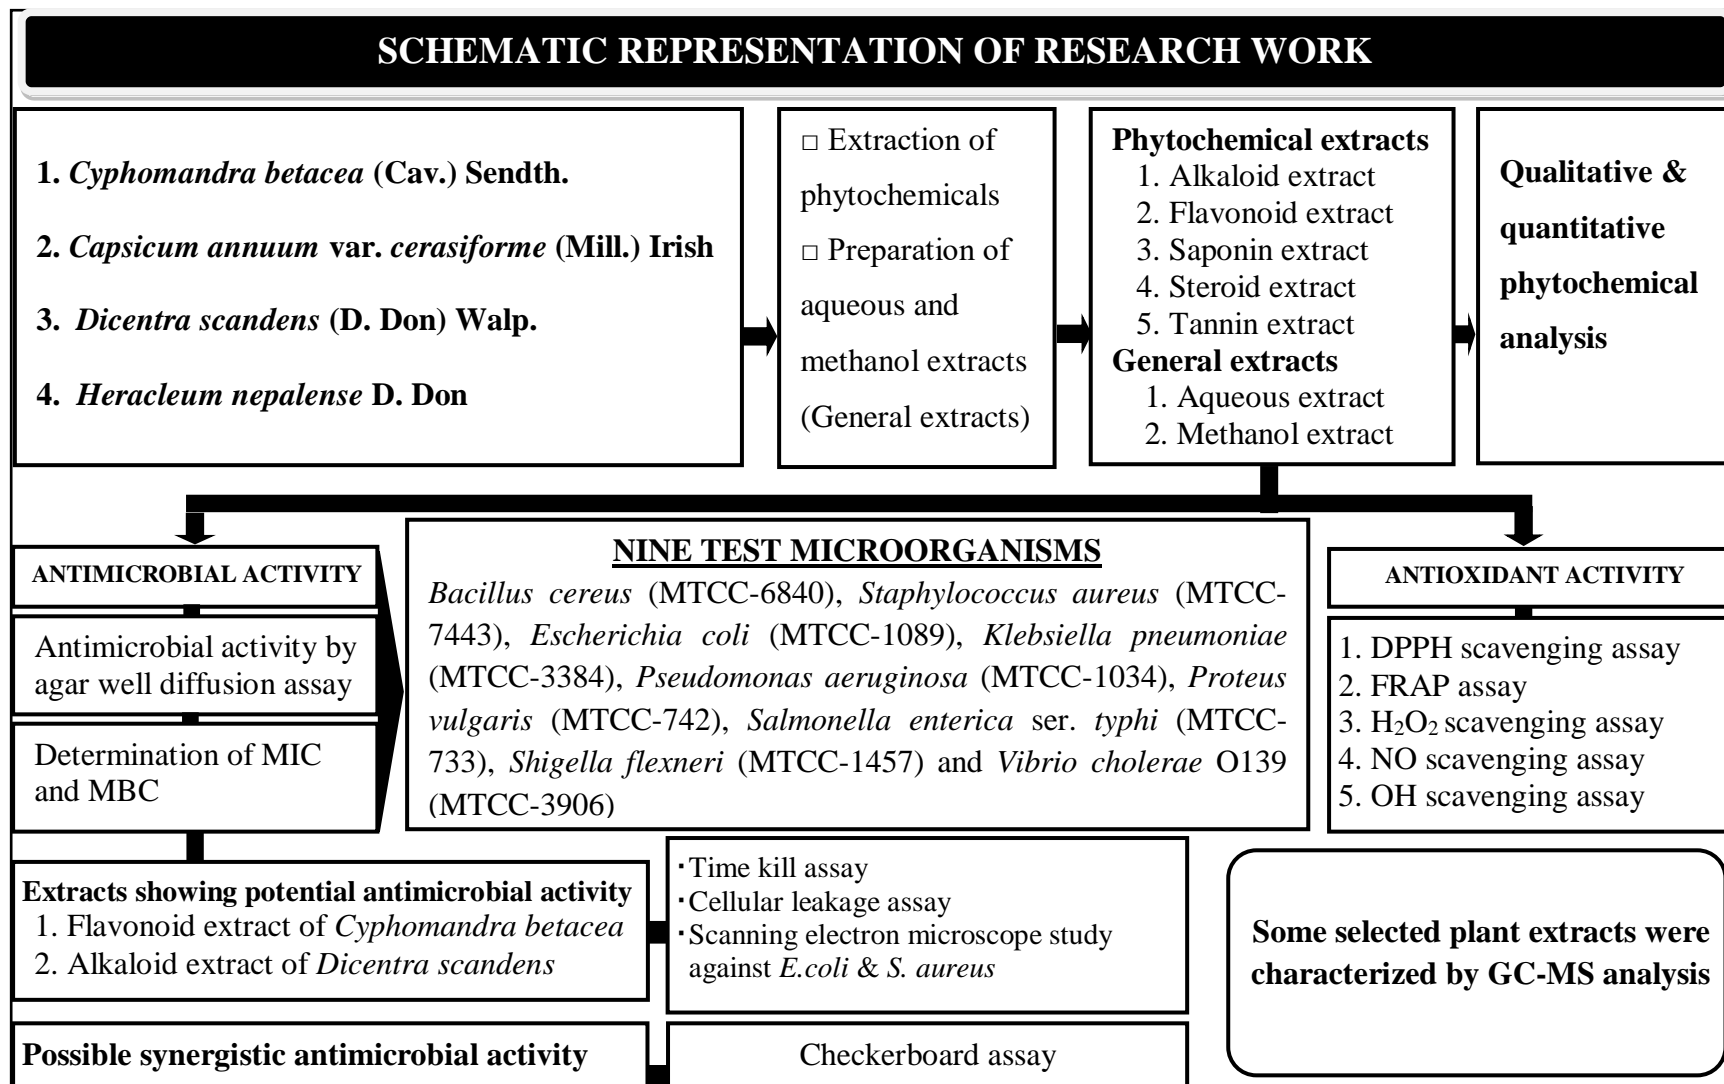 SCHEMATIC REPRESENTATION OF RESEARCH WORK
1. Cyphomandra betacea (Cav.) Sendth.
2. Capsicum annuum var. cerasiforme (Mill.) Irish
3. Dicentra scandens (D. Don) Walp.
4. Heracleum nepalense D. Don
□ Extraction of
phytochemicals
□ Preparation of
aqueous and
methanol extracts
(General extracts)
Phytochemical extracts
1. Alkaloid extract
2. Flavonoid extract
3. Saponin extract
4. Steroid extract
5. Tannin extract
General extracts
1. Aqueous extract
2. Methanol extract
Qualitative &
quantitative
phytochemical
analysis
ANTIMICROBIAL ACTIVITY
Antimicrobial activity by
agar well diffusion assay
Determination of MIC
and MBC
NINE TEST MICROORGANISMS
Bacillus cereus (MTCC-6840), Staphylococcus aureus (MTCC-
7443), Escherichia coli (MTCC-1089), Klebsiella pneumoniae
(MTCC-3384), Pseudomonas aeruginosa (MTCC-1034), Proteus
vulgaris (MTCC-742), Salmonella enterica ser. typhi (MTCC-
733), Shigella flexneri (MTCC-1457) and Vibrio cholerae O139
(MTCC-3906)
ANTIOXIDANT ACTIVITY
1. DPPH scavenging assay
2. FRAP assay
3. H₂O₂ scavenging assay
4. NO scavenging assay
5. OH scavenging assay
Extracts showing potential antimicrobial activity
1. Flavonoid extract of Cyphomandra betacea
2. Alkaloid extract of Dicentra scandens
·Time kill assay
·Cellular leakage assay
·Scanning electron microscope study
against E.coli & S. aureus
Some selected plant extracts were
characterized by GC-MS analysis
Possible synergistic antimicrobial activity
Checkerboard assay